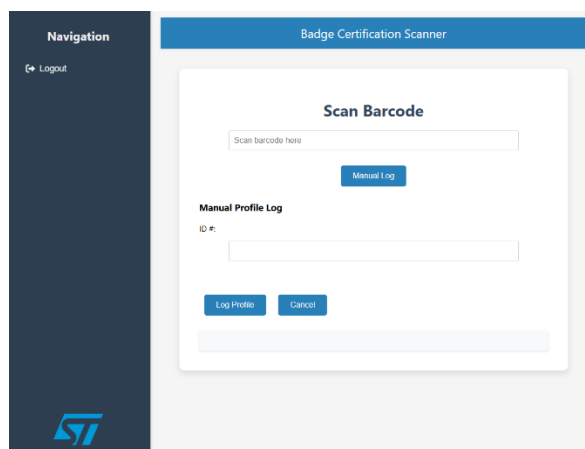 Navigation
Logout
Badge Certification Scanner
Scan Barcode
Scan barcode here
Manual Log
Manual Profile Log
ID #:
Log Profile
Cancel
ST